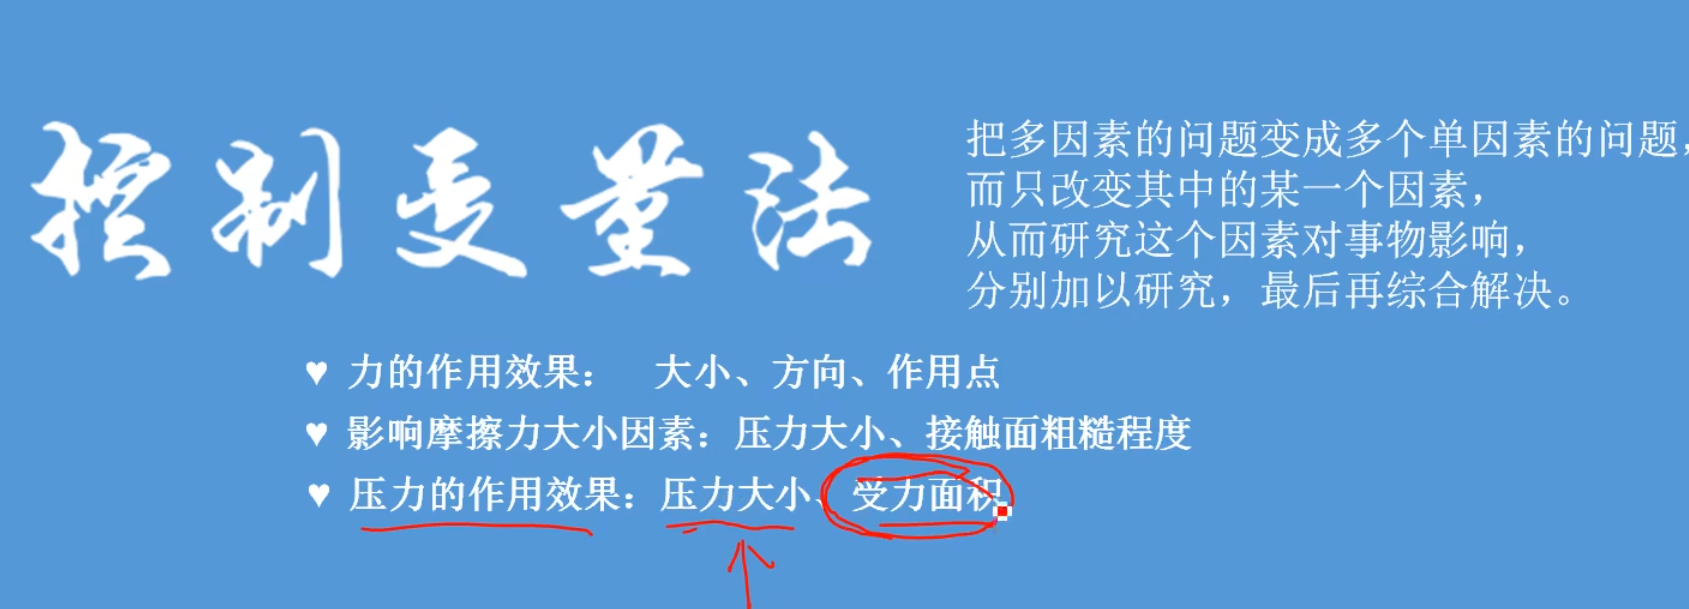 控制变量法
把多因素的问题变成多个单因素的问题，
而只改变其中的某一个因素，
从而研究这个因素对事物影响，
分别加以研究，最后再综合解决。
♥ 力的作用效果： 大小、方向、作用点
♥ 影响摩擦力大小因素：压力大小、接触面粗糙程度
♥ 压力的作用效果：压力大小、受力面积